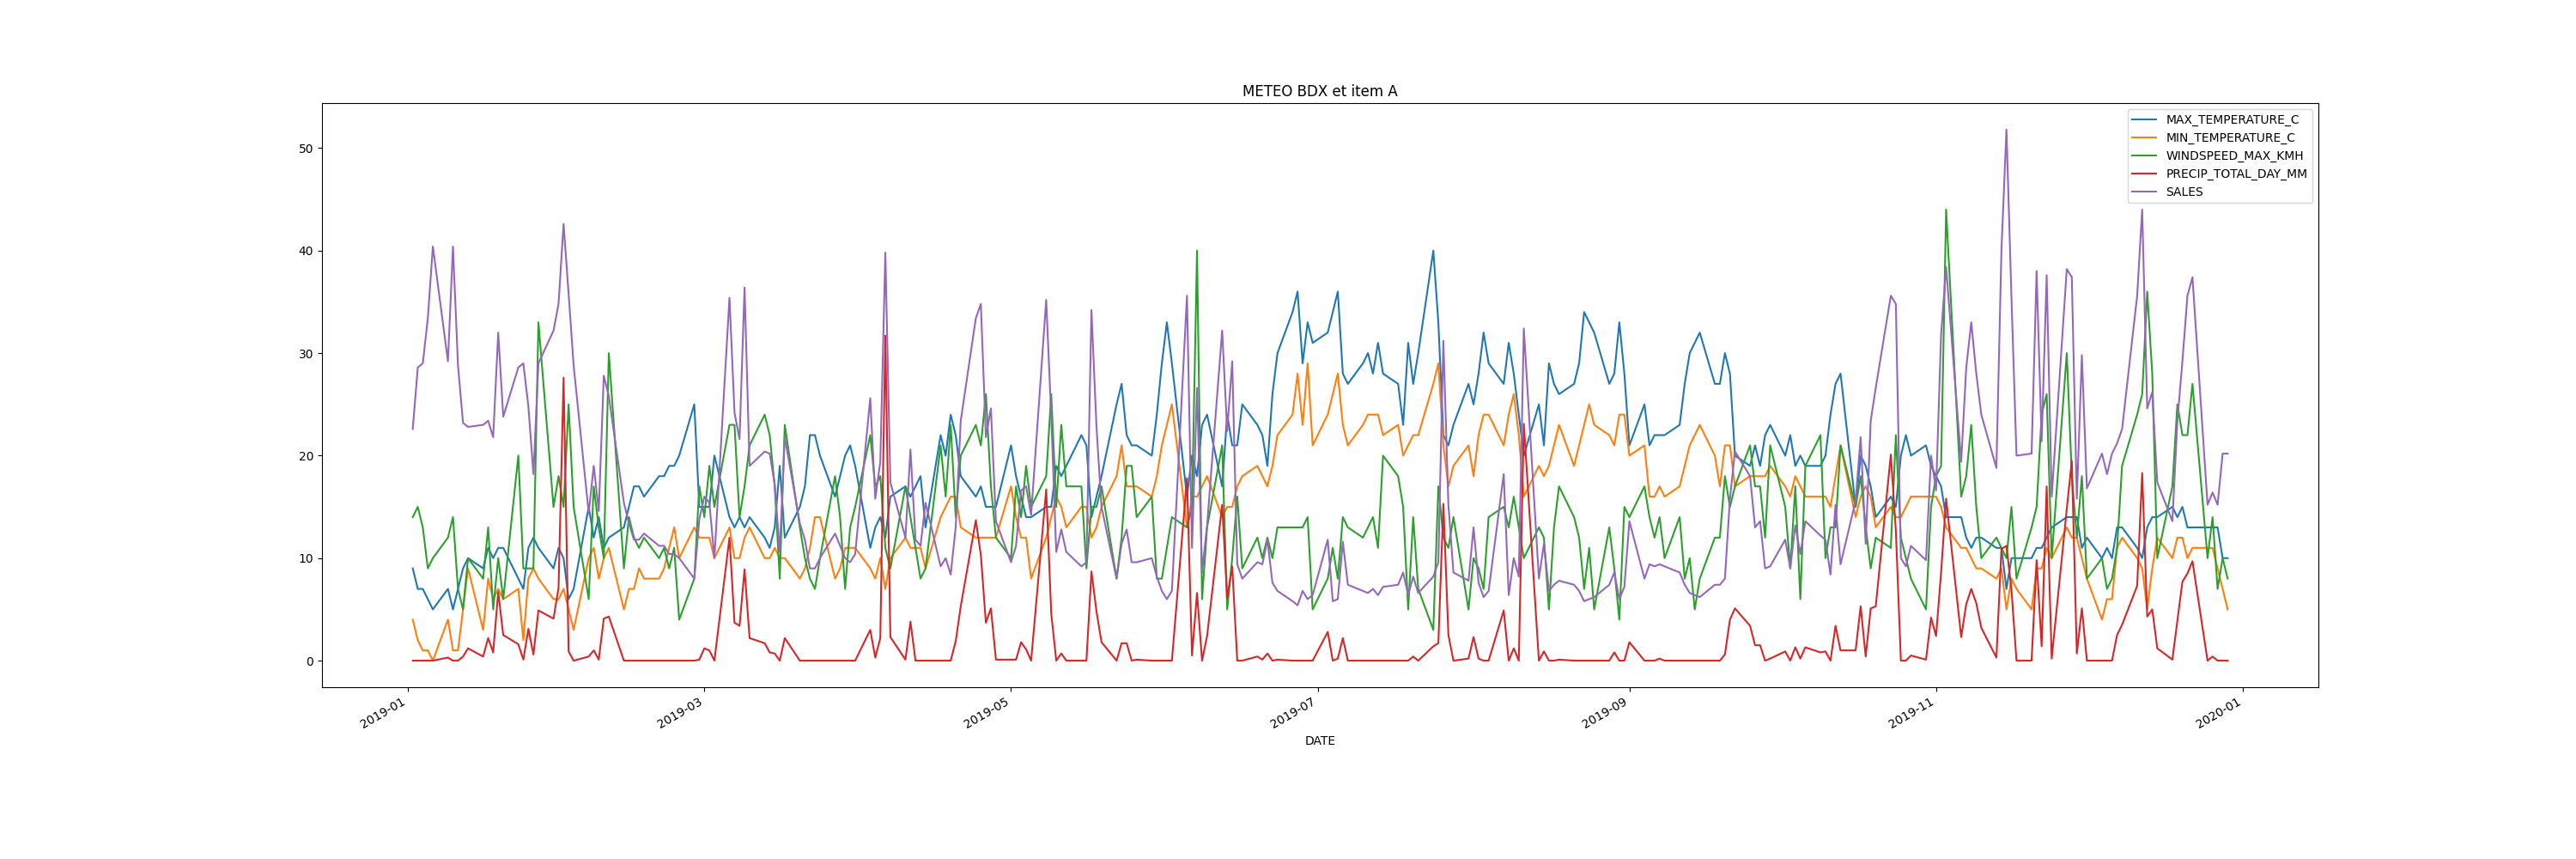 METEO BDX et item A
MAX_TEMPERATURE_C
MIN_TEMPERATURE_C
WINDSPEED_MAX_KMH
PRECIP_TOTAL_DAY_MM
SALES
50
40
30
20
10
0
2019-01
2019-03
2019-05
2019-07
2019-09
2019-11
2020-01
DATE